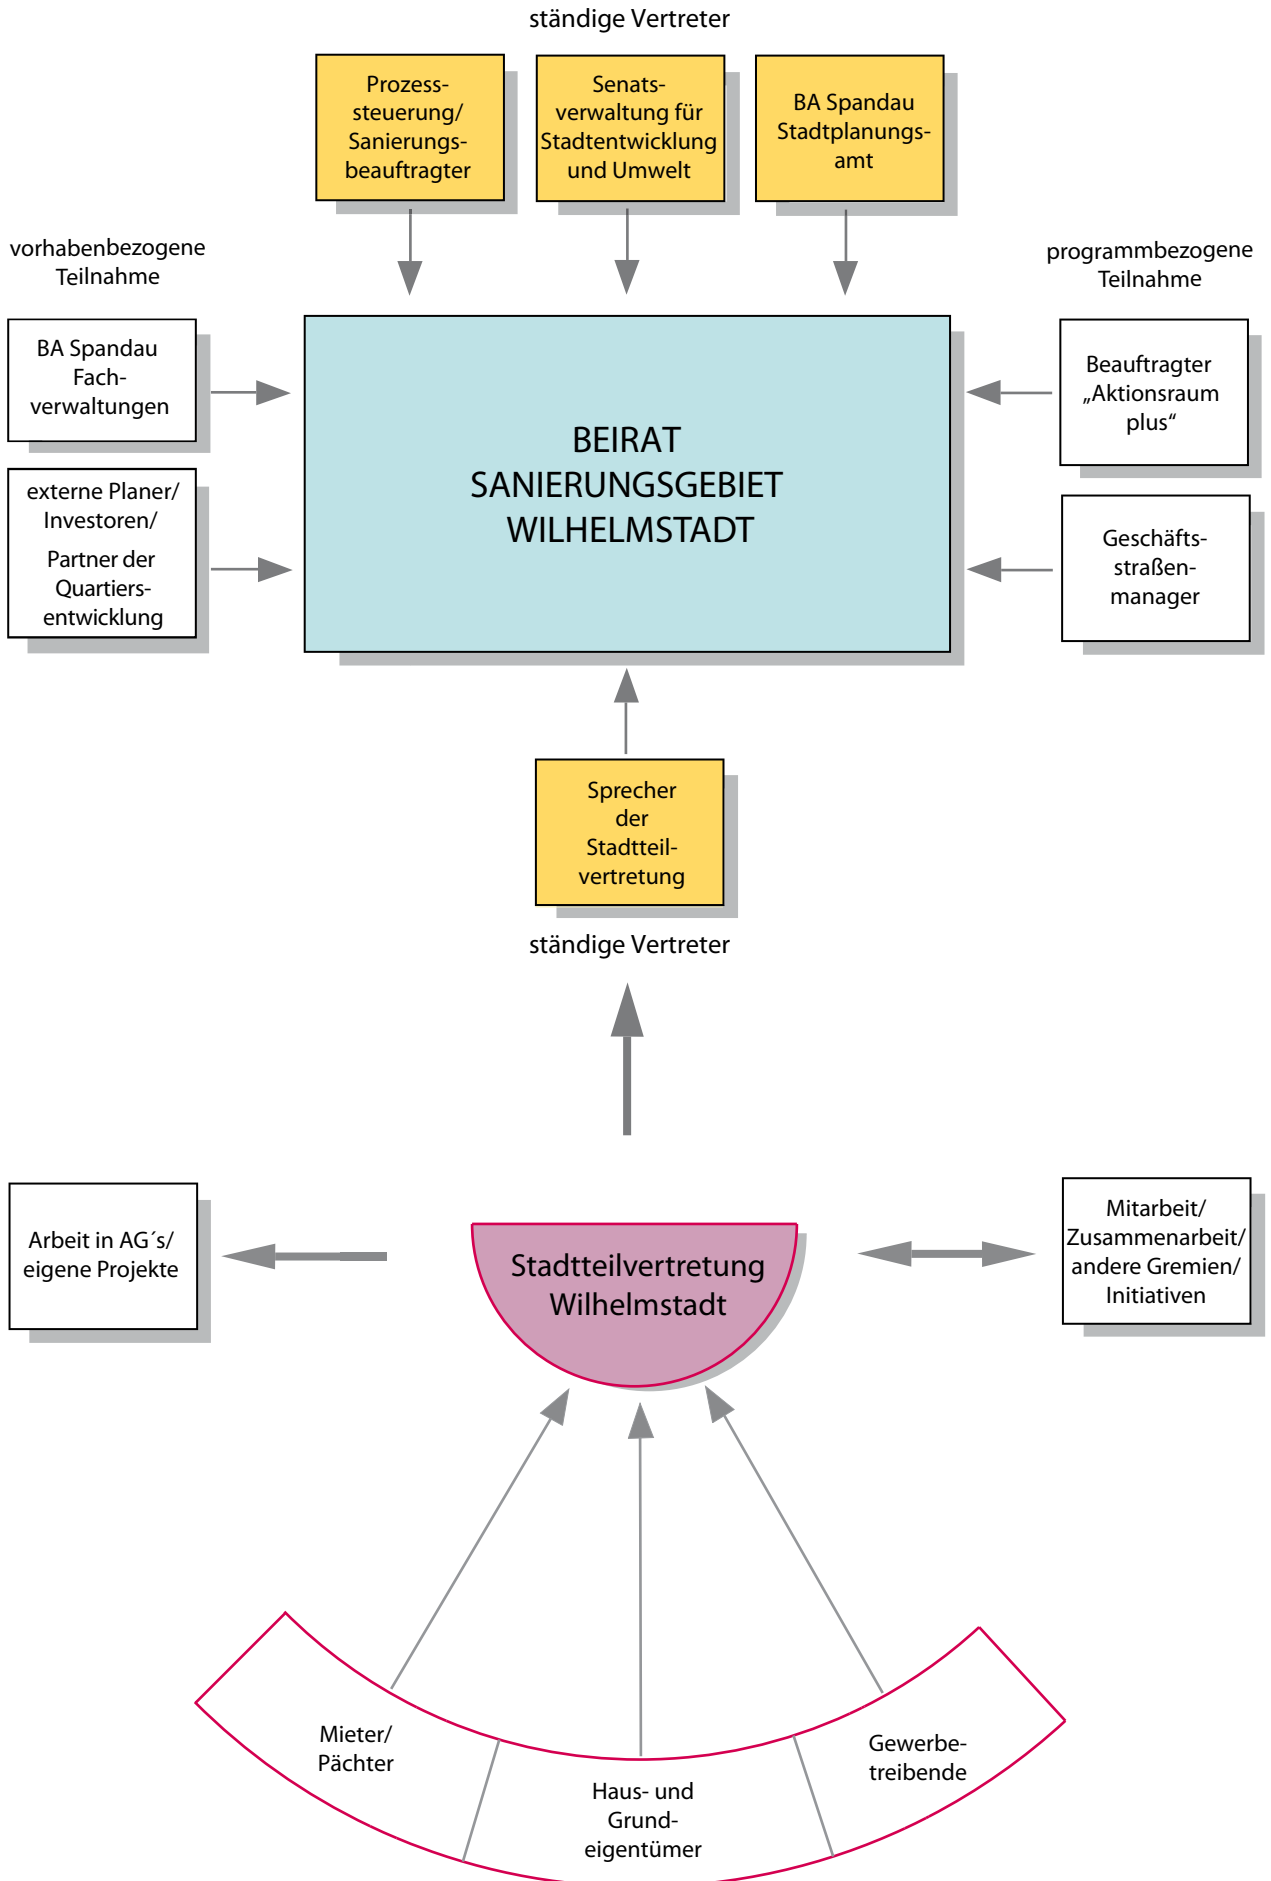 ständige Vertreter
Prozess-
steuerung/
Sanierungs-
beauftragter
Senats-
verwaltung für
Stadtentwicklung
und Umwelt
BA Spandau
Stadtplanungs-
amt
vorhabenbezogene
Teilnahme
programmbezogene
Teilnahme
BA Spandau
Fach-
verwaltungen
externe Planer/
Investoren/
Partner der
Quartiers-
entwicklung
BEIRAT
SANIERUNGSGEBIET
WILHELMSTADT
Beauftragter
„Aktionsraum
plus“
Geschäfts-
straßen-
manager
Sprecher
der
Stadtteil-
vertretung
ständige Vertreter
Arbeit in AG´s/
eigene Projekte
Stadtteilvertretung
Wilhelmstadt
Mitarbeit/
Zusammenarbeit/
andere Gremien/
Initiativen
Mieter/
Pächter
Haus- und
Grund-
eigentümer
Gewerbe-
treibende